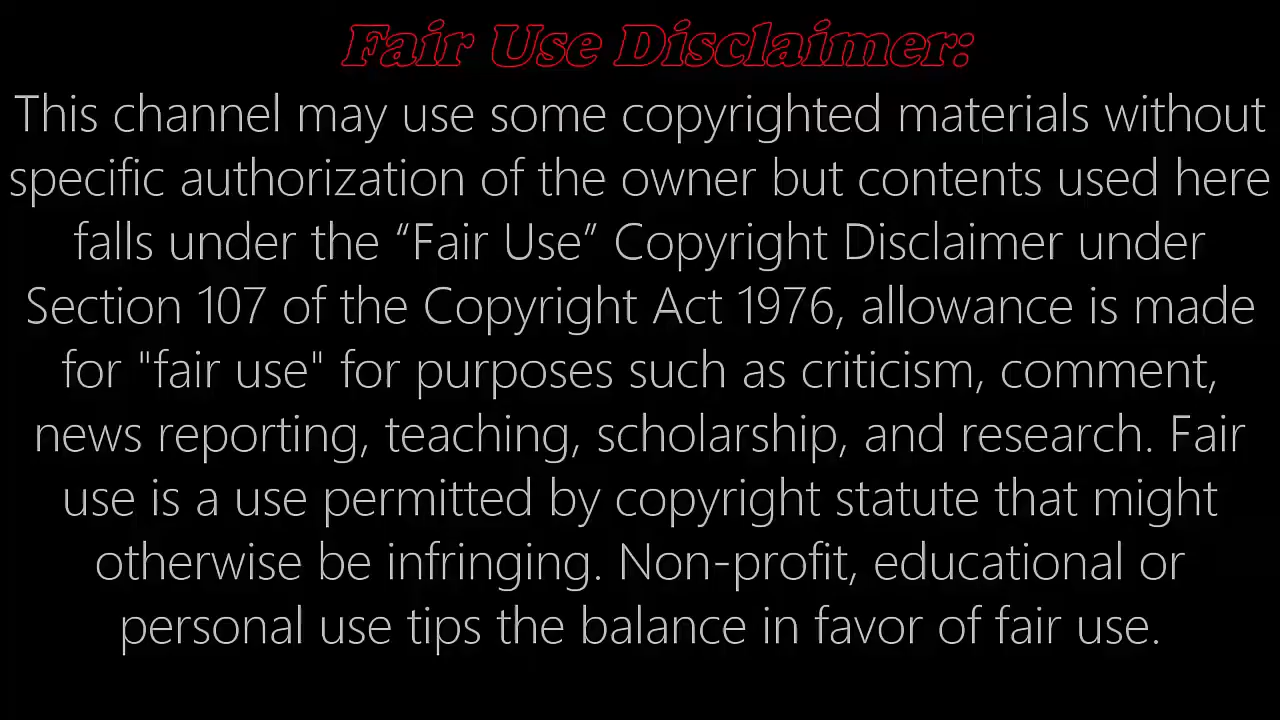 Fair Use Disclaimer:
This channel may use some copyrighted materials without
specific authorization of the owner but contents used here
falls under the “Fair Use” Copyright Disclaimer under
Section 107 of the Copyright Act 1976, allowance is made
for "fair use" for purposes such as criticism, comment,
news reporting, teaching, scholarship, and research. Fair
use is a use permitted by copyright statute that might
otherwise be infringing. Non-profit, educational or
personal use tips the balance in favor of fair use.